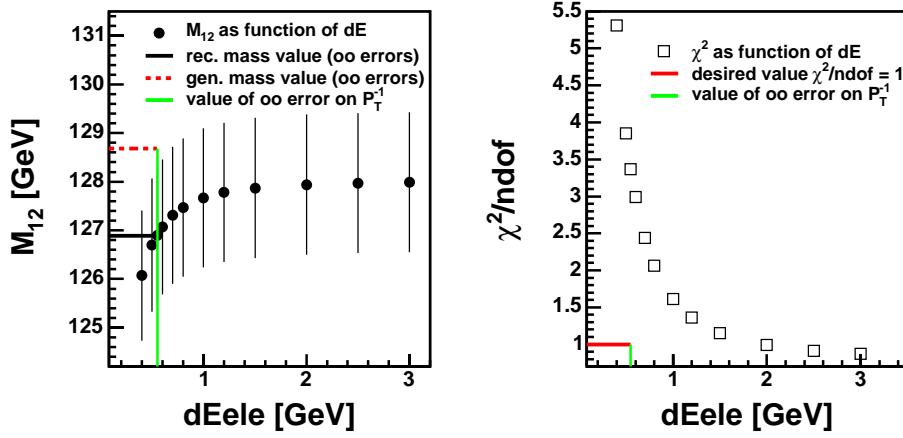 131
130
129
128
127
126
125
M₁₂ [GeV]
M₁₂ as function of dE
rec. mass value (oo errors)
gen. mass value (oo errors)
value of oo error on P_T^-1
1 2 3
dEele [GeV]
5.5
5
4.5
4
3.5
3
2.5
2
1.5
1
χ²/ndof
χ² as function of dE
desired value χ²/ndof = 1
value of oo error on P_T^-1
1 2 3
dEele [GeV]